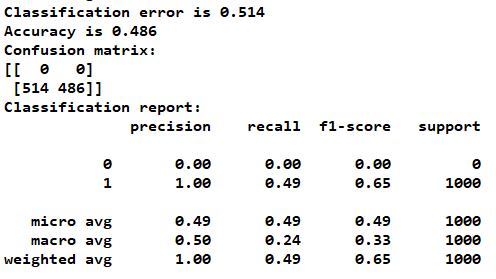 Classification error is 0.514
Accuracy is 0.486
Confusion matrix:
[[  0   0]
 [514 486]]
Classification report:
              precision    recall  f1-score   support

           0       0.00      0.00      0.00         0
           1       1.00      0.49      0.65      1000

   micro avg       0.49      0.49      0.49      1000
   macro avg       0.50      0.24      0.33      1000
weighted avg       1.00      0.49      0.65      1000